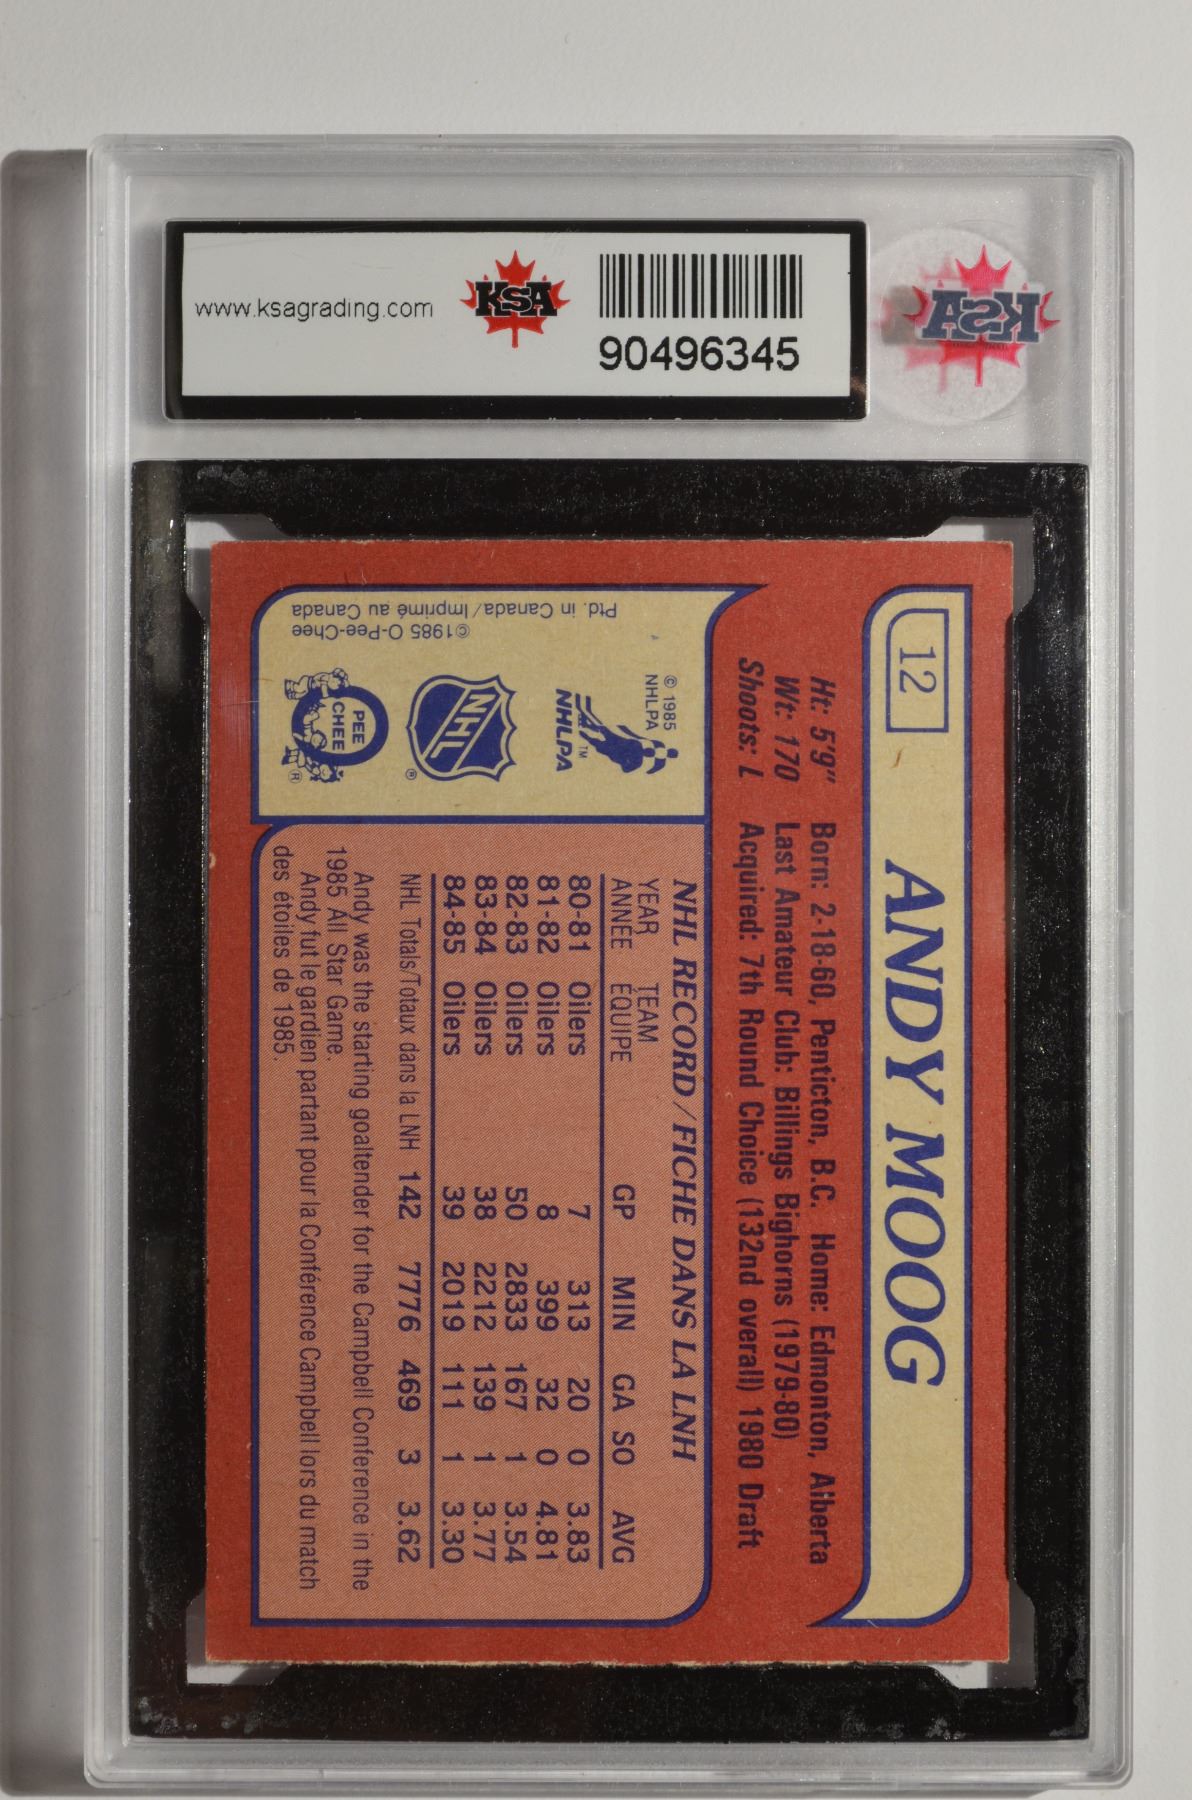 www.ksagrading.com
KSA
90496345
KSA
12
ANDY MOOG
Ht: 5'9" Born: 2-18-60, Penticton, B.C. Home: Edmonton, Alberta
Wt: 170 Last Amateur Club: Billings Bighorns (1979-80)
Shoots: L Acquired: 7th Round Choice (132nd overall) 1980 Draft
© 1985
NHLPA
NHLPA
TM
NHL
®
O PEE CHEE
®
©1985 O-Pee-Chee
Ptd. in Canada/Imprimé au Canada
NHL RECORD/FICHE DANS LA LNH
YEAR TEAM
ANNEE EQUIPE GP MIN GA SO AVG
80-81 Oilers 7 313 20 0 3.83
81-82 Oilers 8 399 32 0 4.81
82-83 Oilers 50 2833 167 1 3.54
83-84 Oilers 38 2212 139 1 3.77
84-85 Oilers 39 2019 111 1 3.30
NHL Totals/Totaux dans la LNH 142 7776 469 3 3.62
Andy was the starting goaltender for the Campbell Conference in the
1985 All Star Game.
Andy fut le gardien partant pour la Conférence Campbell lors du match
des étoiles de 1985.